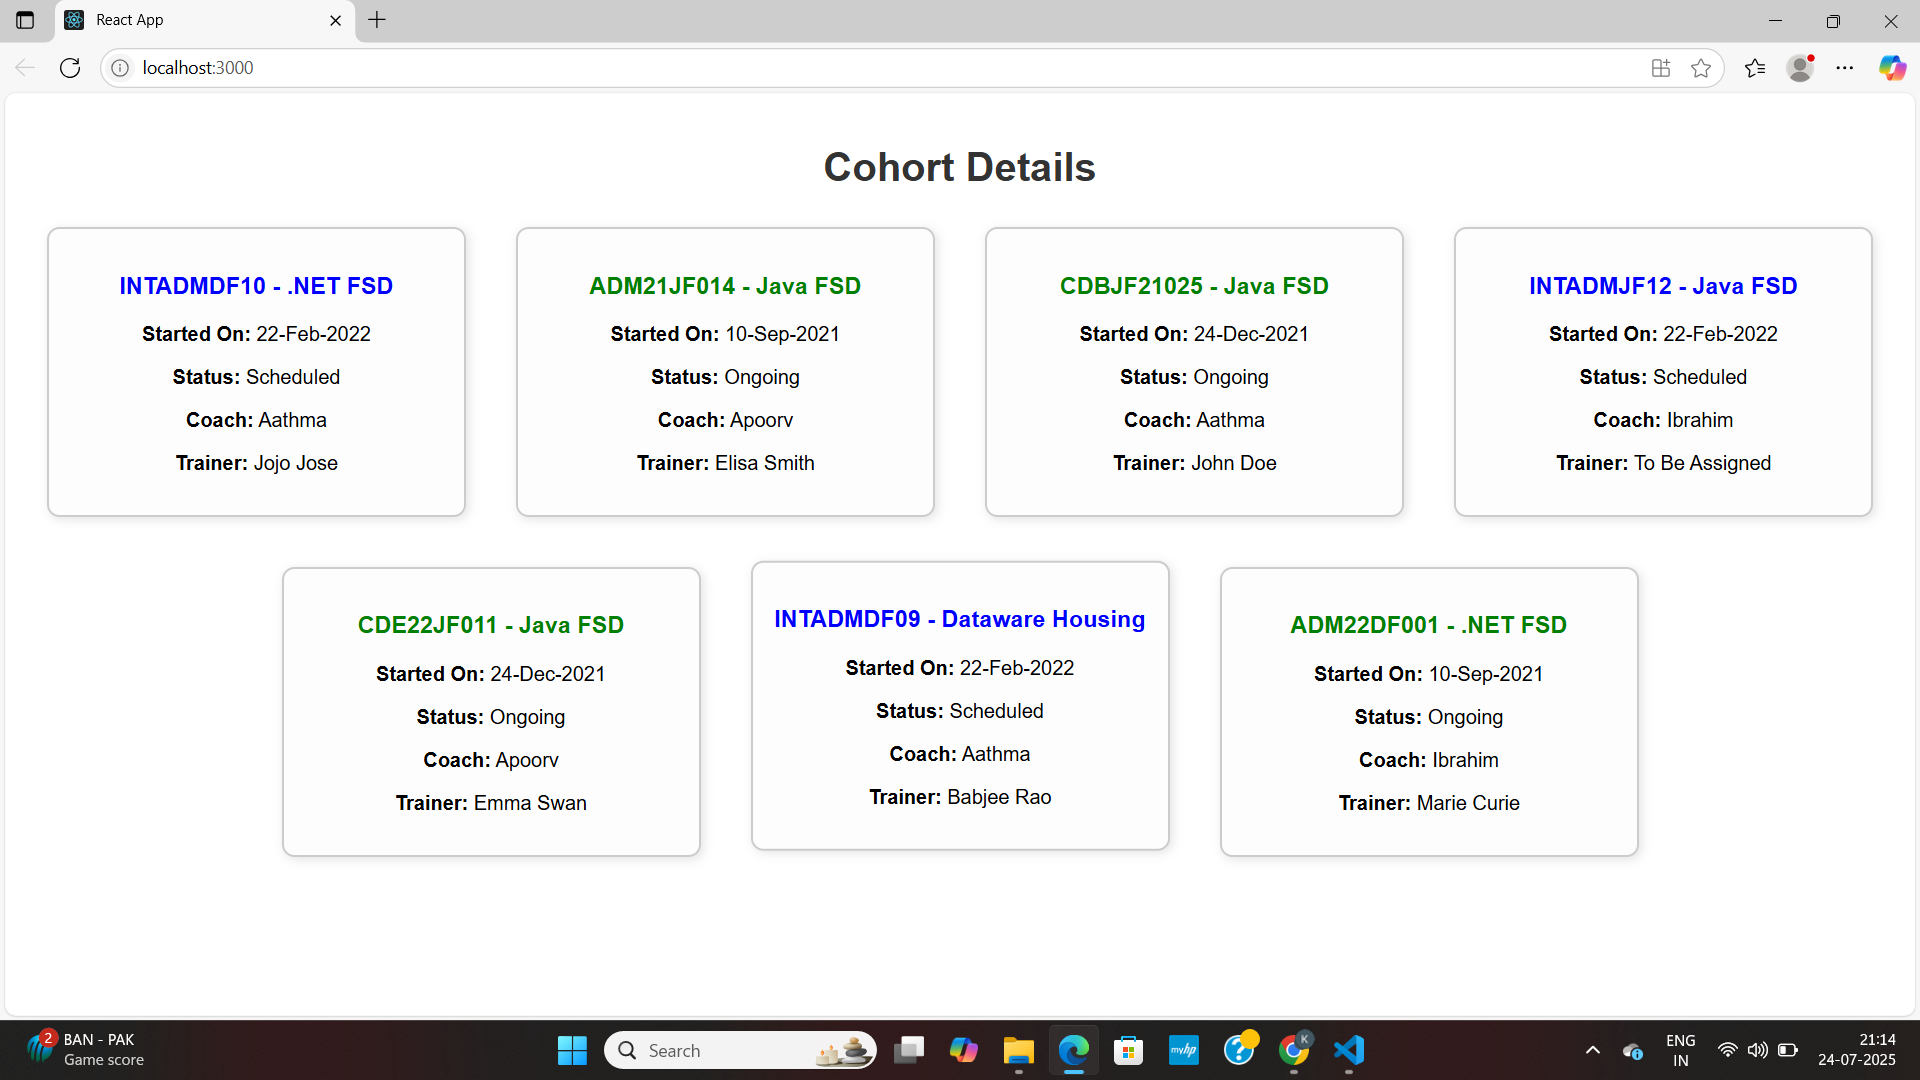 React App
localhost:3000
Cohort Details
INTADMDF10 - .NET FSD
Started On: 22-Feb-2022
Status: Scheduled
Coach: Aathma
Trainer: Jojo Jose
ADM21JF014 - Java FSD
Started On: 10-Sep-2021
Status: Ongoing
Coach: Apoorv
Trainer: Elisa Smith
CDBJF21025 - Java FSD
Started On: 24-Dec-2021
Status: Ongoing
Coach: Aathma
Trainer: John Doe
INTADMJF12 - Java FSD
Started On: 22-Feb-2022
Status: Scheduled
Coach: Ibrahim
Trainer: To Be Assigned
CDE22JF011 - Java FSD
Started On: 24-Dec-2021
Status: Ongoing
Coach: Apoorv
Trainer: Emma Swan
INTADMDF09 - Dataware Housing
Started On: 22-Feb-2022
Status: Scheduled
Coach: Aathma
Trainer: Babjee Rao
ADM22DF001 - .NET FSD
Started On: 10-Sep-2021
Status: Ongoing
Coach: Ibrahim
Trainer: Marie Curie
2
BAN - PAK
Game score
Search
myhp
K
ENG
IN
21:14
24-07-2025